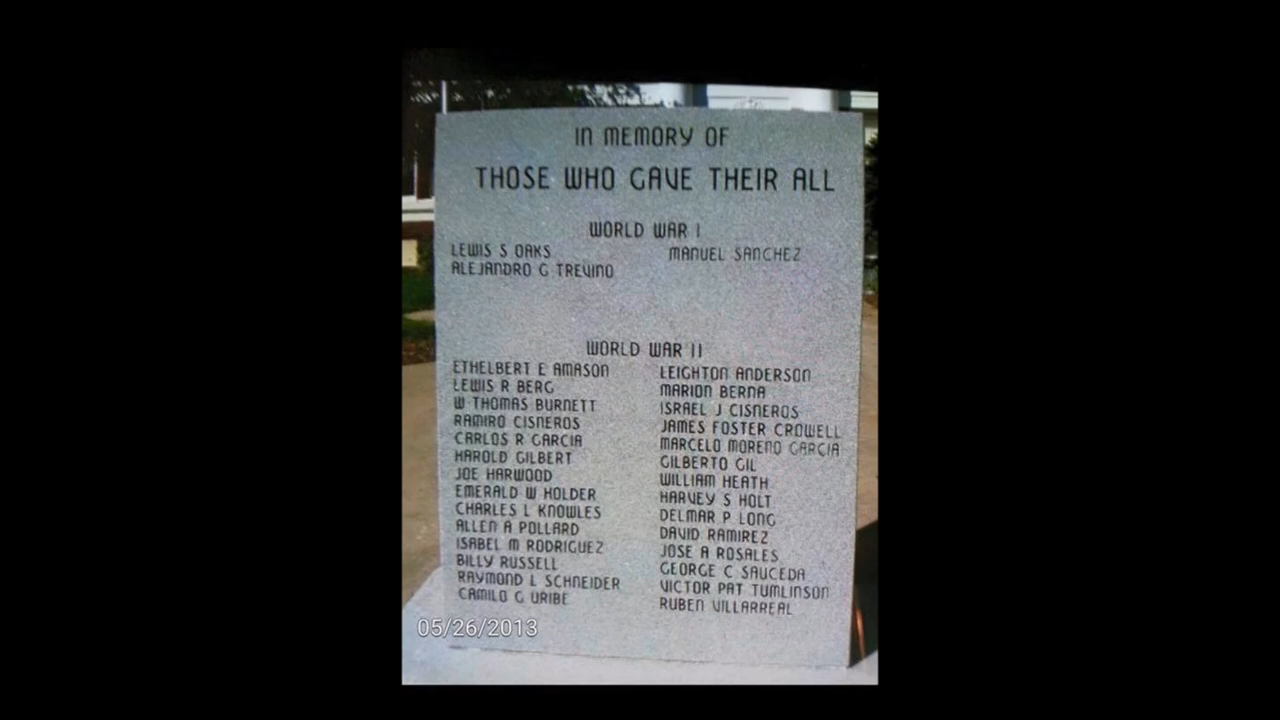 IN MEMORY OF
THOSE WHO GAVE THEIR ALL
WORLD WAR I
LEWIS S OAKS MANUEL SANCHEZ
ALEJANDRO G TREVINO
WORLD WAR II
ETHELBERT E AMASON LEIGHTON ANDERSON
LEWIS R BERG MARION BERNA
W THOMAS BURNETT ISRAEL J CISNEROS
RAMIRO CISNEROS JAMES FOSTER CROWELL
CARLOS R GARCIA MARCELO MORENO GARCIA
HAROLD GILBERT GILBERTO GIL
JOE HARWOOD WILLIAM HEATH
EMERALD W HOLDER HARVEY S HOLT
CHARLES L KNOWLES DELMAR P LONG
ALLEN A POLLARD DAVID RAMIREZ
ISABEL M RODRIGUEZ JOSE A ROSALES
BILLY RUSSELL GEORGE C SAUCEDA
RAYMOND L SCHNEIDER VICTOR PAT TUMLINSON
CAMILO G URIBE RUBEN VILLARREAL
05/26/2013